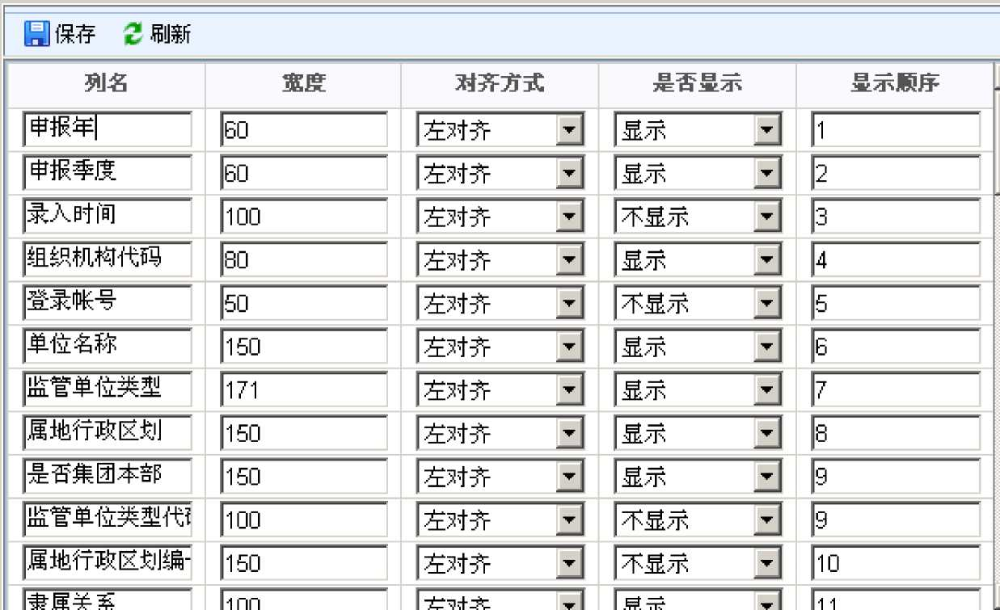 保存 刷新
列名 宽度 对齐方式 是否显示 显示顺序
申报年 60 左对齐 显示 1
申报季度 60 左对齐 显示 2
录入时间 100 左对齐 不显示 3
组织机构代码 80 左对齐 显示 4
登录帐号 50 左对齐 不显示 5
单位名称 150 左对齐 显示 6
监管单位类型 171 左对齐 显示 7
属地行政区划 150 左对齐 显示 8
是否集团本部 150 左对齐 显示 9
监管单位类型代 100 左对齐 不显示 9
属地行政区划编 150 左对齐 不显示 10
隶属关系 100 左对齐 显示 11